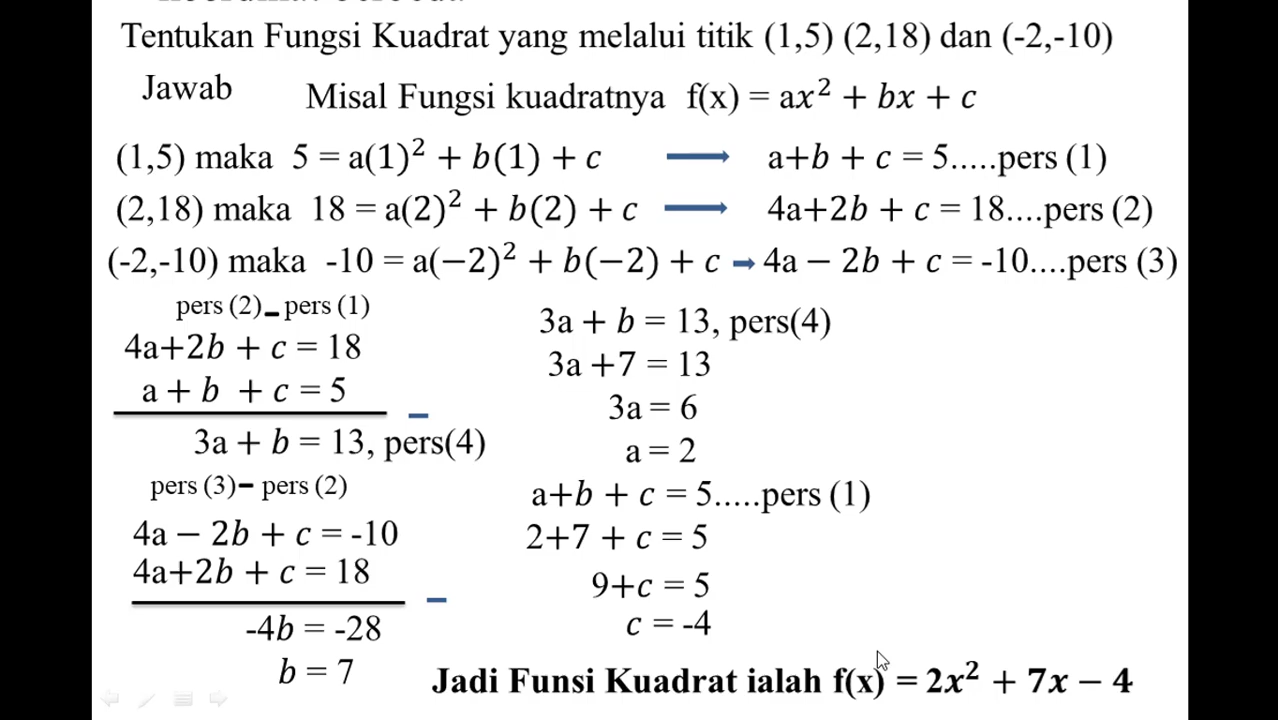 Tentukan Fungsi Kuadrat yang melalui titik (1,5) (2,18) dan (-2,-10)
Jawab Misal Fungsi kuadratnya f(x) = ax² + bx + c
(1,5) maka 5 = a(1)² + b(1) + c → a+b + c = 5.....pers (1)
(2,18) maka 18 = a(2)² + b(2) + c → 4a+2b + c = 18....pers (2)
(-2,-10) maka -10 = a(−2)² + b(−2) + c → 4a − 2b + c = -10....pers (3)
pers (2)- pers (1)
4a+2b + c = 18
a + b + c = 5
−
3a + b = 13, pers(4)
pers (3)- pers (2)
4a − 2b + c = -10
4a+2b + c = 18
−
-4b = -28
b = 7
3a + b = 13, pers(4)
3a +7 = 13
3a = 6
a = 2
a+b + c = 5.....pers (1)
2+7 + c = 5
9+c = 5
c = -4
Jadi Funsi Kuadrat ialah f(x) = 2x² + 7x − 4